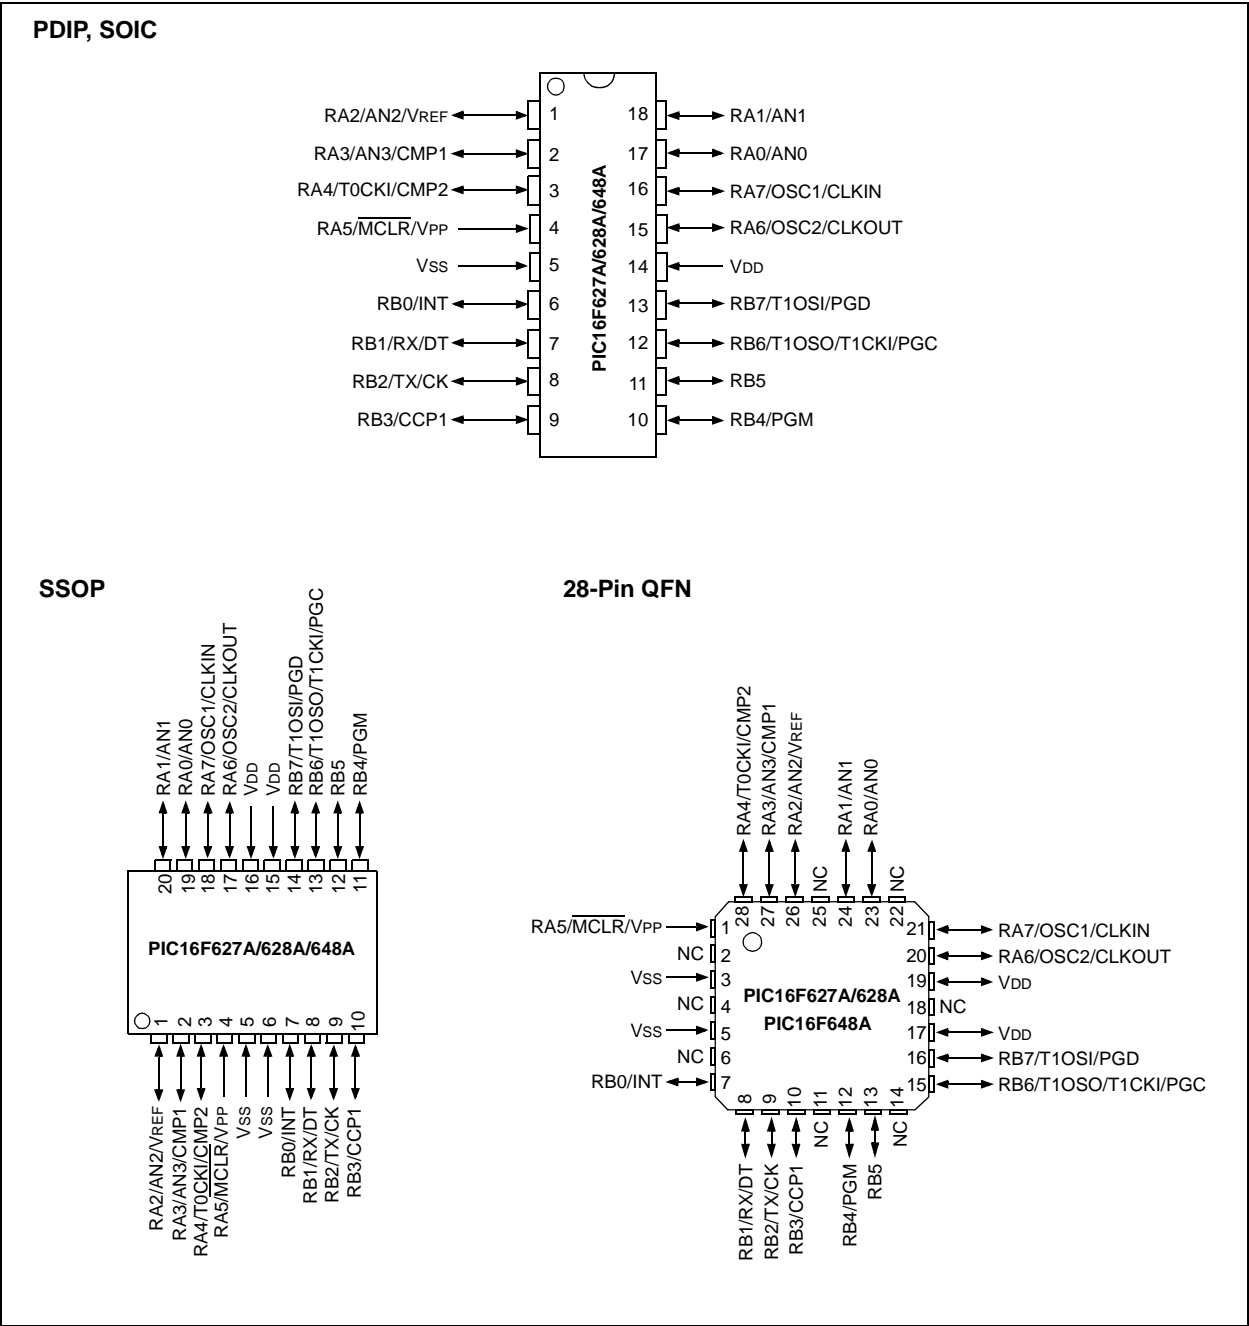 PDIP, SOIC
RA2/AN2/VREF 1 18 RA1/AN1
RA3/AN3/CMP1 2 17 RA0/AN0
RA4/T0CKI/CMP2 3 16 RA7/OSC1/CLKIN
RA5/MCLR/VPP 4 15 RA6/OSC2/CLKOUT
VSS 5 14 VDD
RB0/INT 6 13 RB7/T1OSI/PGD
RB1/RX/DT 7 12 RB6/T1OSO/T1CKI/PGC
RB2/TX/CK 8 11 RB5
RB3/CCP1 9 10 RB4/PGM
PIC16F627A/628A/648A
SSOP
RA1/AN1
RA0/AN0
RA7/OSC1/CLKIN
RA6/OSC2/CLKOUT
VDD
VDD
RB7/T1OSI/PGD
RB6/T1OSO/T1CKI/PGC
RB5
RB4/PGM
20 19 18 17 16 15 14 13 12 11
PIC16F627A/628A/648A
1 2 3 4 5 6 7 8 9 10
RA2/AN2/VREF
RA3/AN3/CMP1
RA4/T0CKI/CMP2
RA5/MCLR/VPP
VSS
VSS
RB0/INT
RB1/RX/DT
RB2/TX/CK
RB3/CCP1
28-Pin QFN
RA4/T0CKI/CMP2
RA3/AN3/CMP1
RA2/AN2/VREF
NC
RA1/AN1
RA0/AN0
NC
28 27 26 25 24 23 22
RA5/MCLR/VPP 1 21 RA7/OSC1/CLKIN
NC 2 20 RA6/OSC2/CLKOUT
VSS 3 19 VDD
NC 4 18 NC
VSS 5 17 VDD
NC 6 16 RB7/T1OSI/PGD
RB0/INT 7 15 RB6/T1OSO/T1CKI/PGC
PIC16F627A/628A
PIC16F648A
8 9 10 11 12 13 14
RB1/RX/DT
RB2/TX/CK
RB3/CCP1
NC
RB4/PGM
RB5
NC